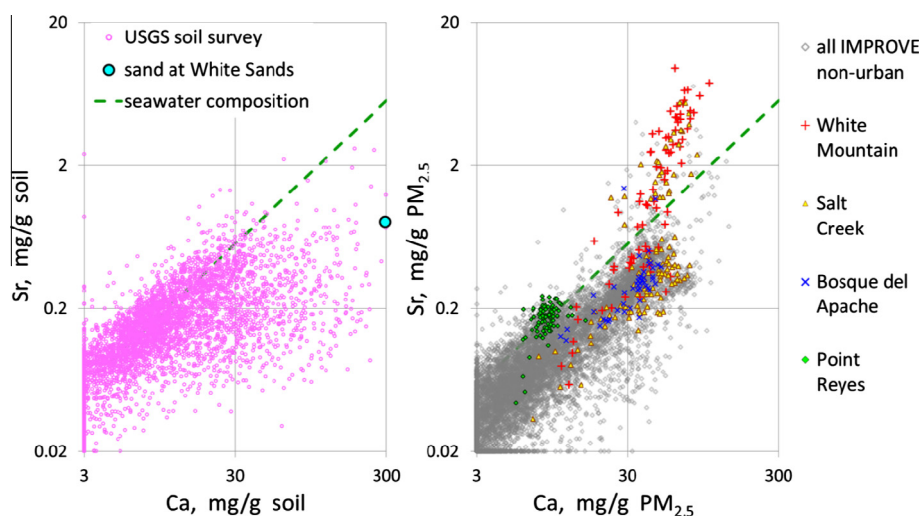 20
2
0.2
0.02
Sr, mg/g soil
USGS soil survey
sand at White Sands
seawater composition
3
30
300
Ca, mg/g soil
20
2.5
2
0.2
0.02
Sr, mg/g PM2.5
3
30
300
Ca, mg/g PM2.5
all IMPROVE
non-urban
White
Mountain
Salt
Creek
Bosque del
Apache
Point
Reyes